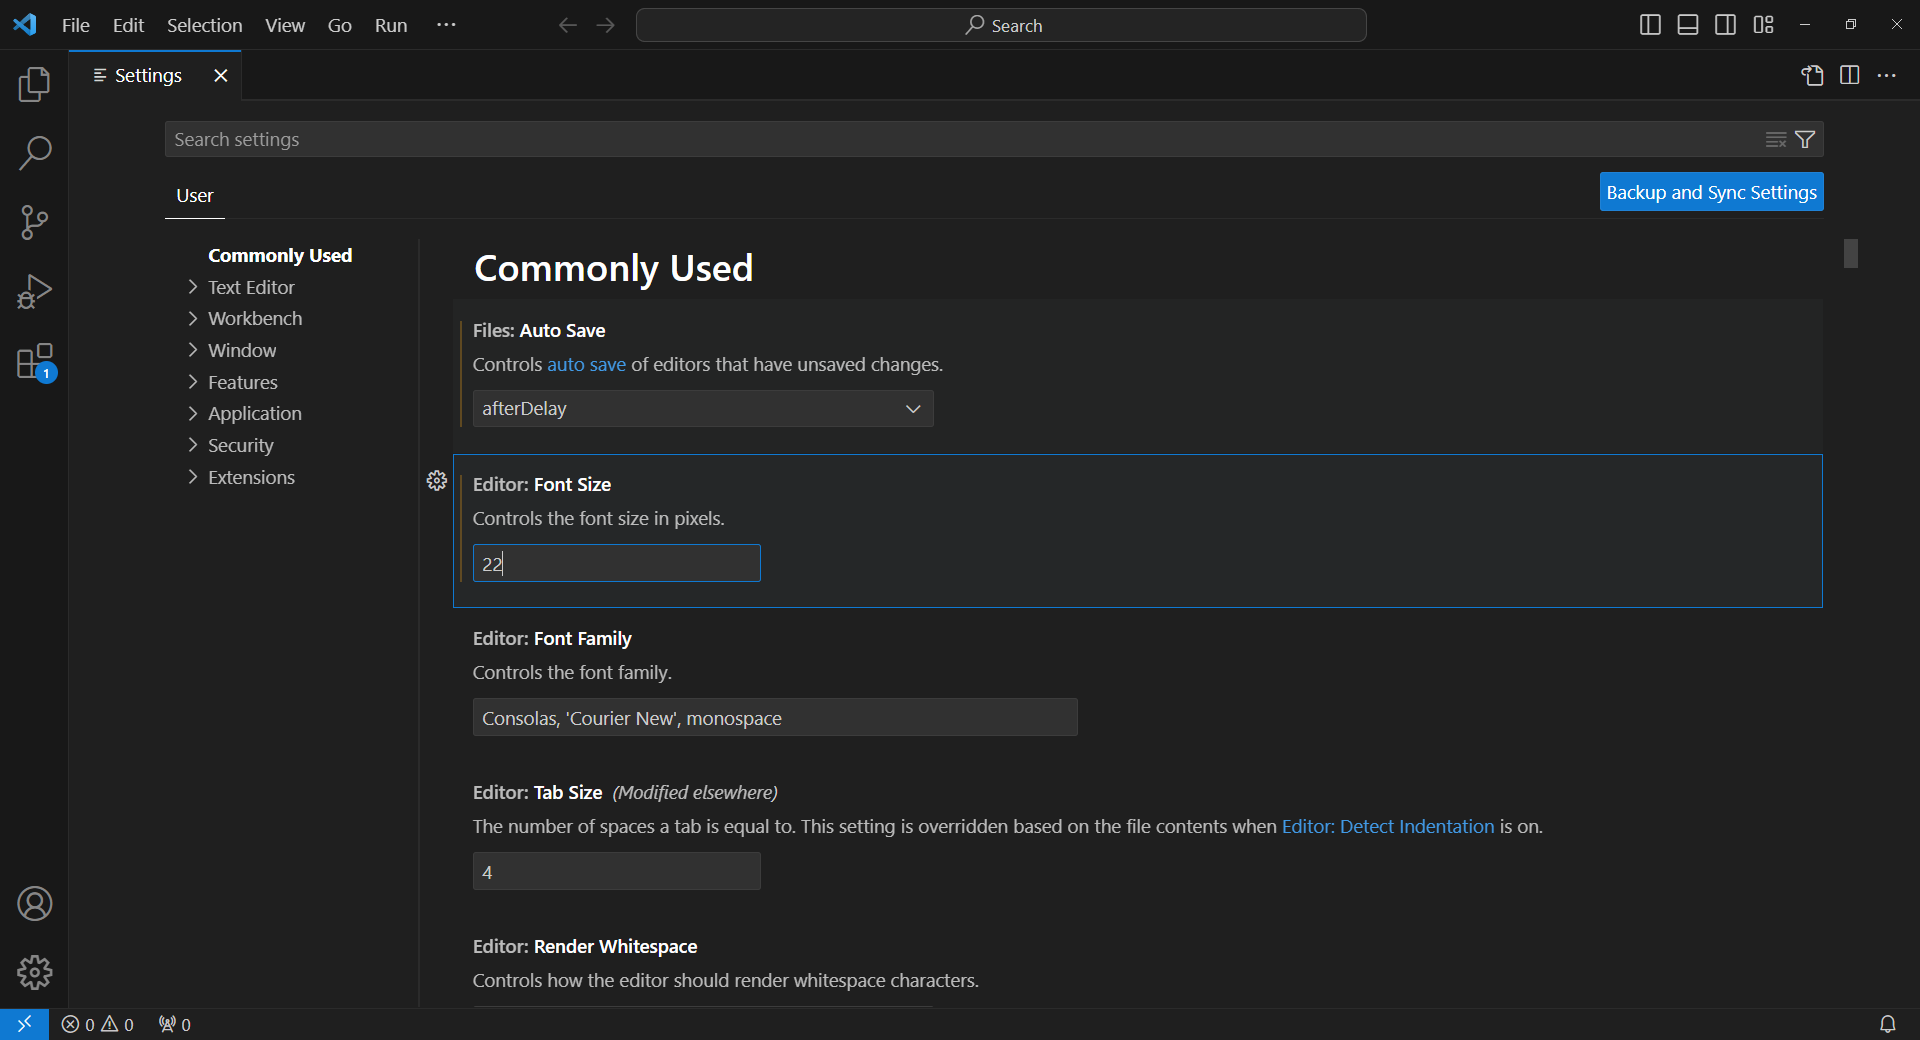 File Edit Selection View Go Run ···
Search
Settings
Search settings
User
Backup and Sync Settings
Commonly Used
Text Editor
Workbench
Window
Features
Application
Security
Extensions
1
Commonly Used
Files: Auto Save
Controls auto save of editors that have unsaved changes.
afterDelay
Editor: Font Size
Controls the font size in pixels.
22
Editor: Font Family
Controls the font family.
Consolas, 'Courier New', monospace
Editor: Tab Size (Modified elsewhere)
The number of spaces a tab is equal to. This setting is overridden based on the file contents when Editor: Detect Indentation is on.
4
Editor: Render Whitespace
Controls how the editor should render whitespace characters.
0 0 0